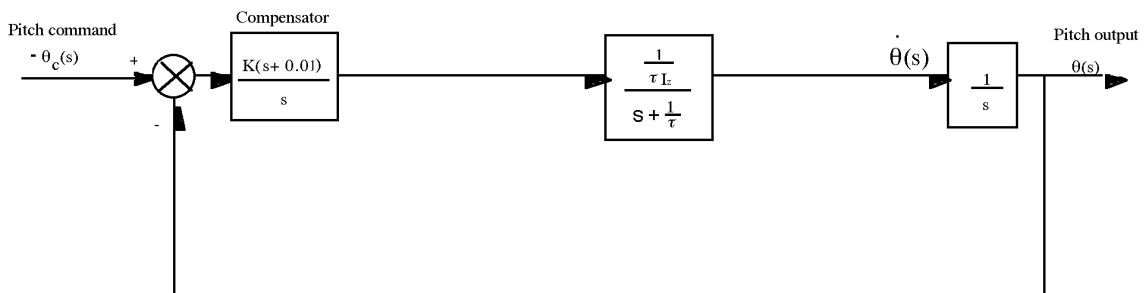 Compensator
Pitch command
- θc(s)
+
-
K(s+ 0.01)
s
1
τ Iz
s + 1
τ
θ̇(s)
1
s
Pitch output
θ(s)